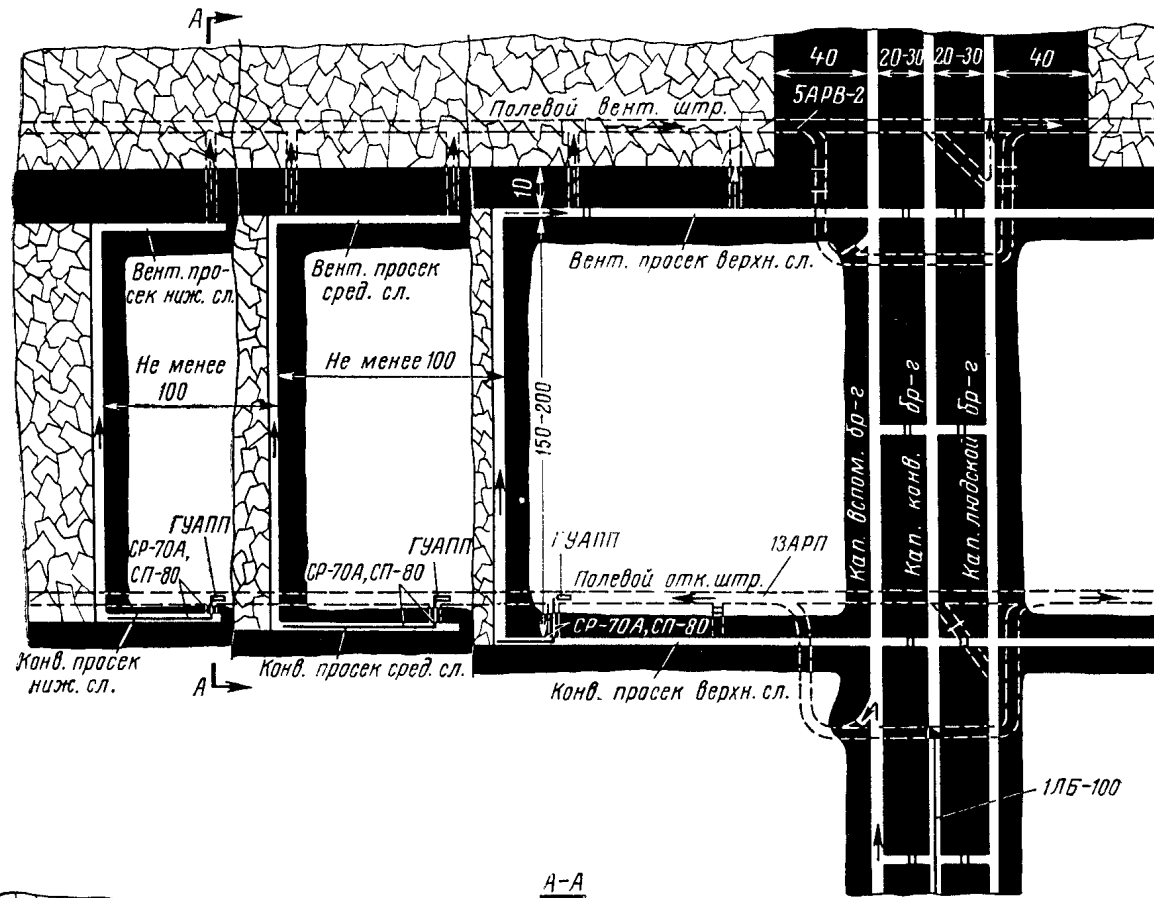 А
40
20-30
20-30
40
5АРВ-2
Полевой вент. штр.
10
Вент. про-
сек ниж. сл.
Вент. просек
сред. сл.
Вент. просек верхн. сл.
Не менее
100
Не менее 100
150-200
Кап. вспом. бр-г
Кап. конв. бр-г
Кап. людской бр-г
ГУАПП
СР-70А,
СП-80
ГУАПП
СР-70А, СП-80
ГУАПП
13АРП
Полевой отк. штр.
СР-70А, СП-80
Конв. просек
ниж. сл.
А
Конв. просек сред. сл.
Конв. просек верхн. сл.
1ЛБ-100
А-А